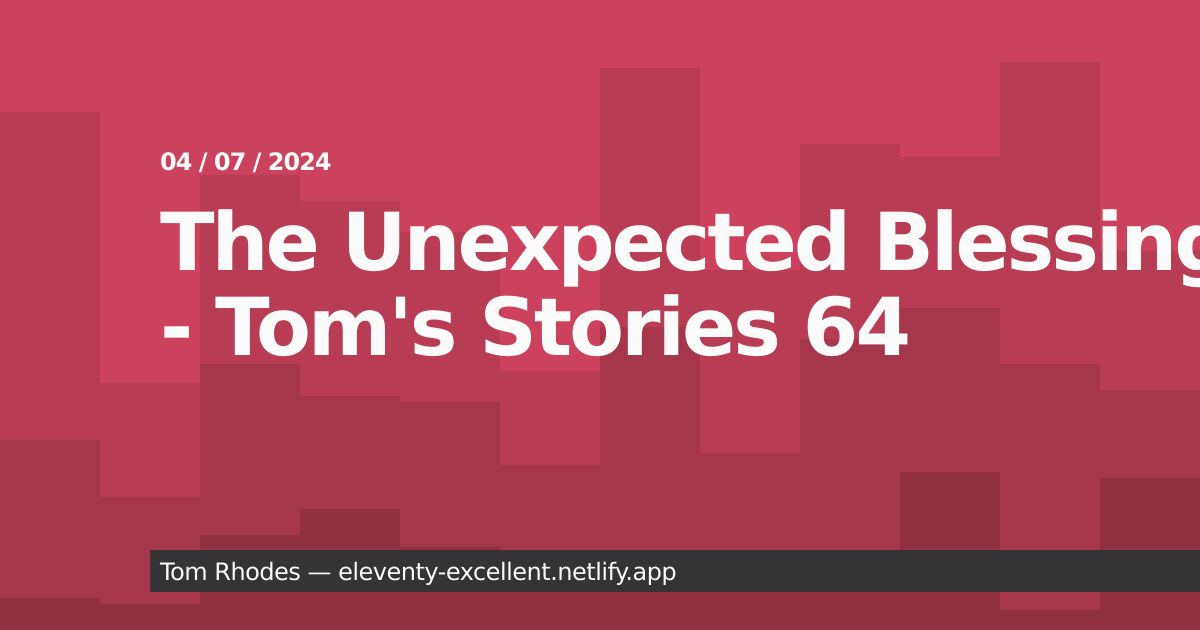 04 / 07 / 2024
The Unexpected Blessing
- Tom's Stories 64
Tom Rhodes — eleventy-excellent.netlify.app